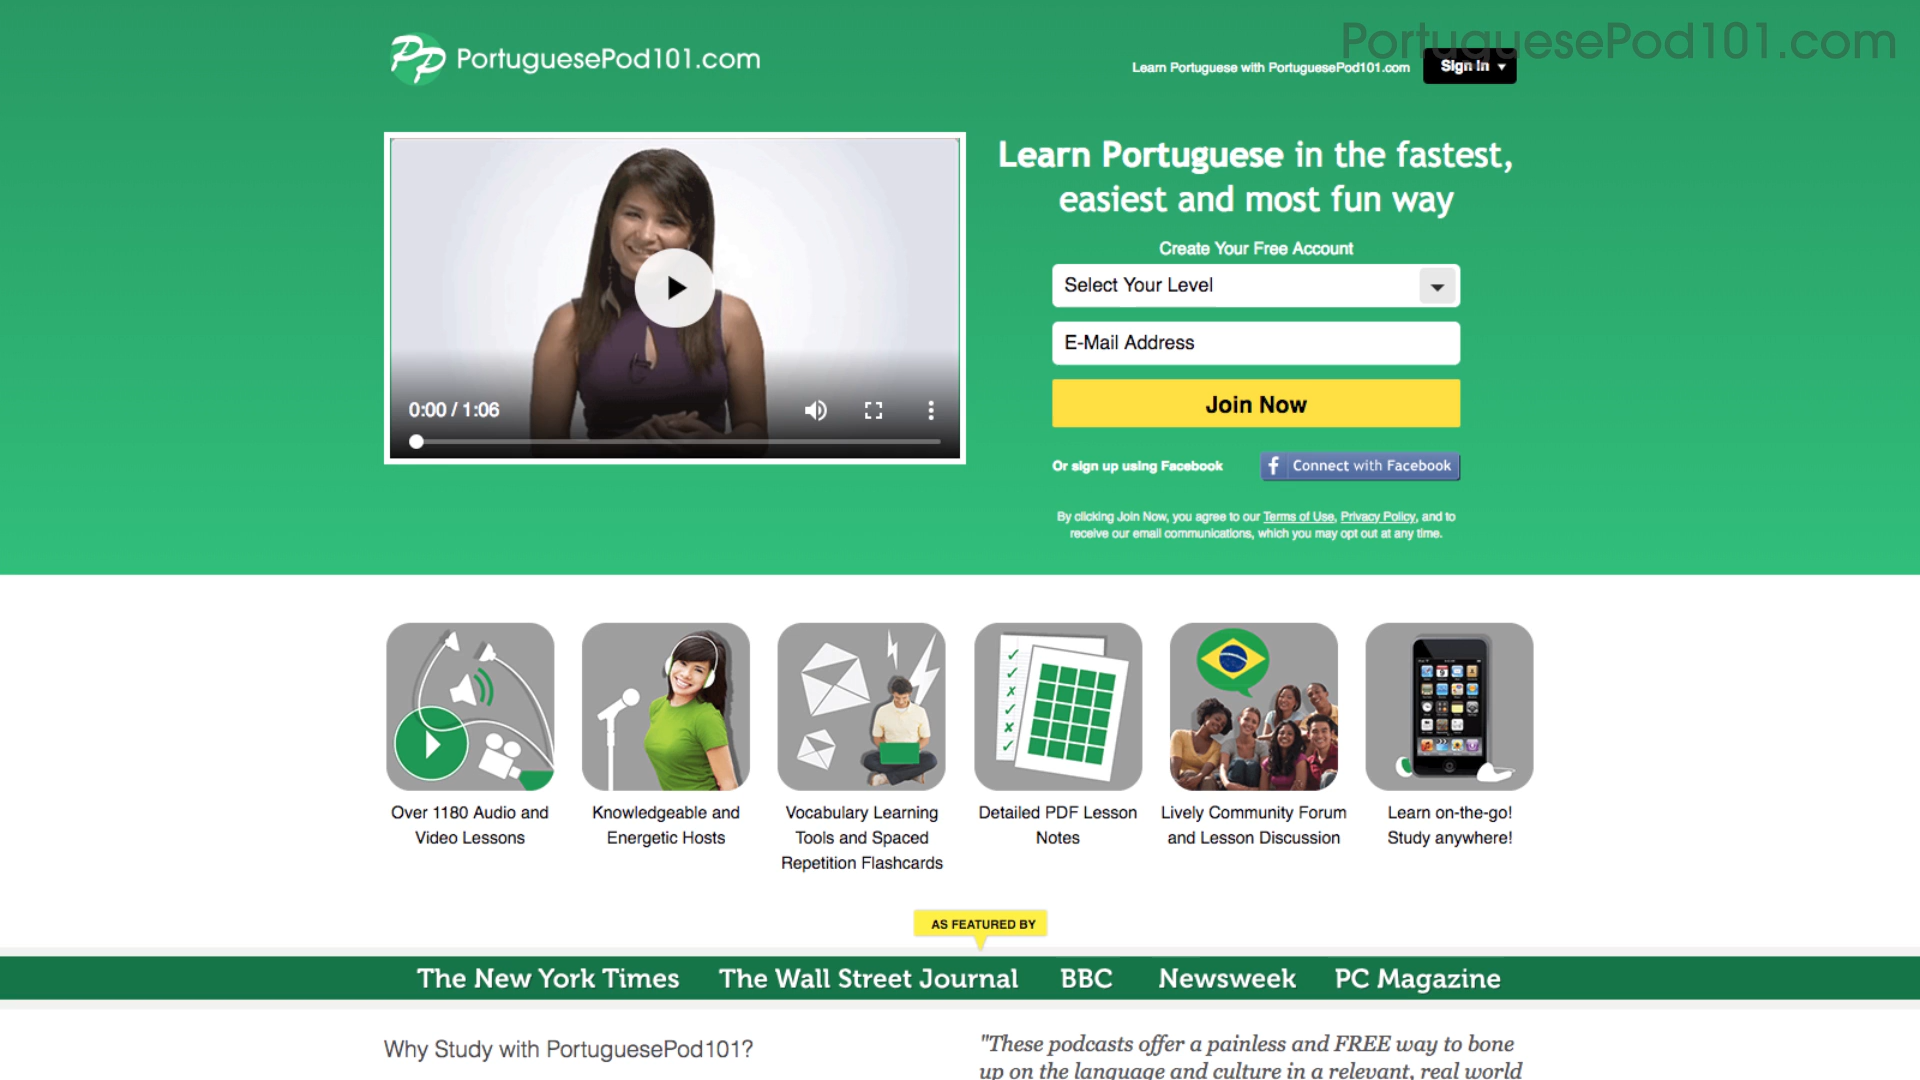 PortuguesePod101.com
PP PortuguesePod101.com
Learn Portuguese with PortuguesePod101.com
Sign In
Learn Portuguese in the fastest,
easiest and most fun way
Create Your Free Account
Select Your Level
E-Mail Address
Join Now
0:00 / 1:06
Or sign up using Facebook
f Connect with Facebook
By clicking Join Now, you agree to our Terms of Use, Privacy Policy, and to
receive our email communications, which you may opt out at any time.
Over 1180 Audio and
Video Lessons
Knowledgeable and
Energetic Hosts
Vocabulary Learning
Tools and Spaced
Repetition Flashcards
Detailed PDF Lesson
Notes
Lively Community Forum
and Lesson Discussion
Learn on-the-go!
Study anywhere!
AS FEATURED BY
The New York Times The Wall Street Journal BBC Newsweek PC Magazine
Why Study with PortuguesePod101?
"These podcasts offer a painless and FREE way to bone
up on the language and culture in a relevant, real world